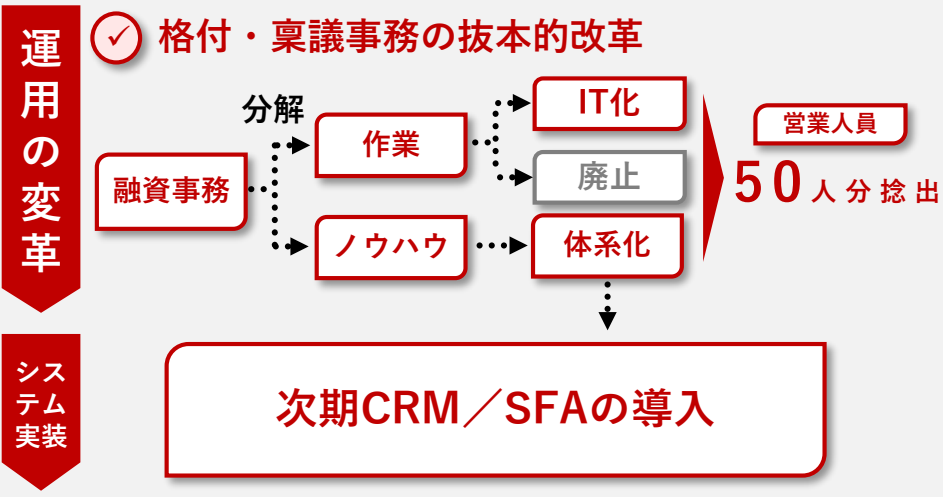 運用の変革
格付・稟議事務の抜本的改革
分解
融資事務
作業
ノウハウ
IT化
廃止
体系化
営業人員
50人分捻出
シス
テム
実装
次期CRM／SFAの導入